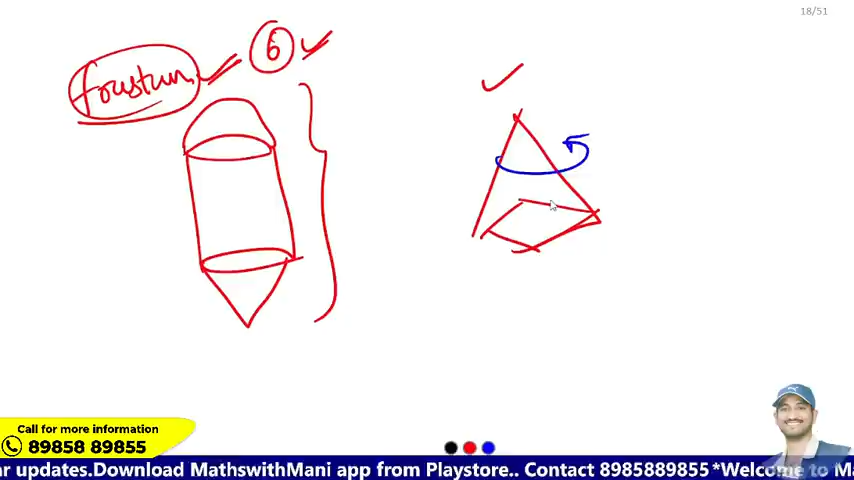 18/51
6
frustum
Call for more information
89858 89855
ar updates.Download MathswithMani app from Playstore.. Contact 8985889855*Welcome to Ma